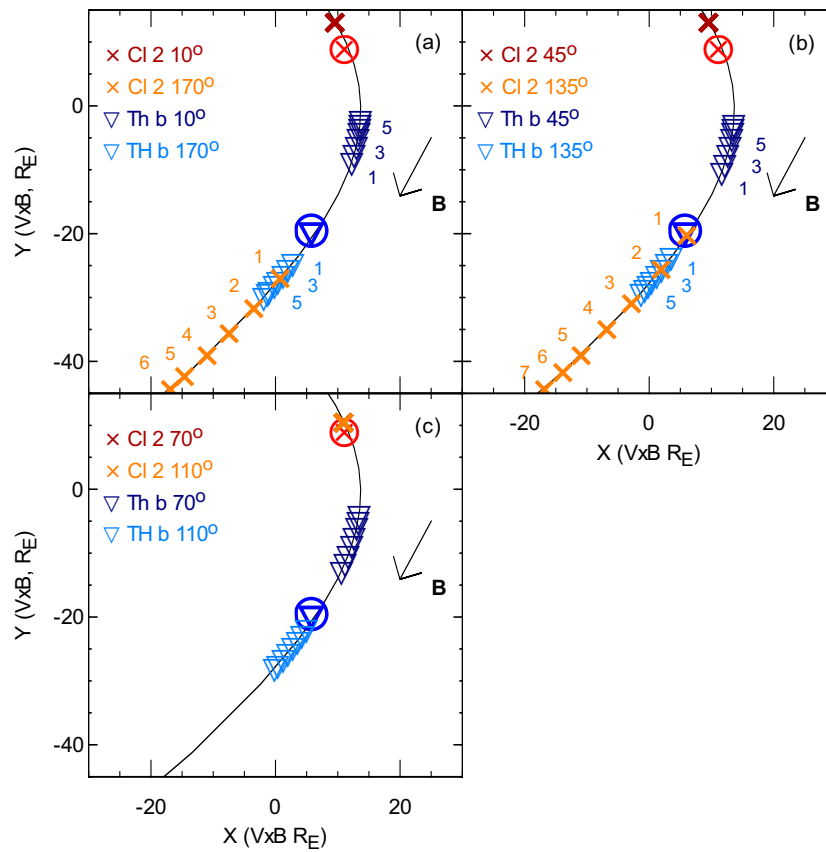 (a)
× Cl 2 10°
× Cl 2 170°
▽ Th b 10°
▽ TH b 170°
5
3
1
B
1
2
3
4
5
6
1
3
5
0
-20
-40
Y (VxB, R_E)
(b)
× Cl 2 45°
× Cl 2 135°
▽ Th b 45°
▽ TH b 135°
5
3
1
B
1
2
3
4
5
6
7
1
3
5
-20 0 20
X (VxB R_E)
(c)
× Cl 2 70°
× Cl 2 110°
▽ Th b 70°
▽ TH b 110°
B
0
-20
-40
Y (VxB, R_E)
-20 0 20
X (VxB R_E)